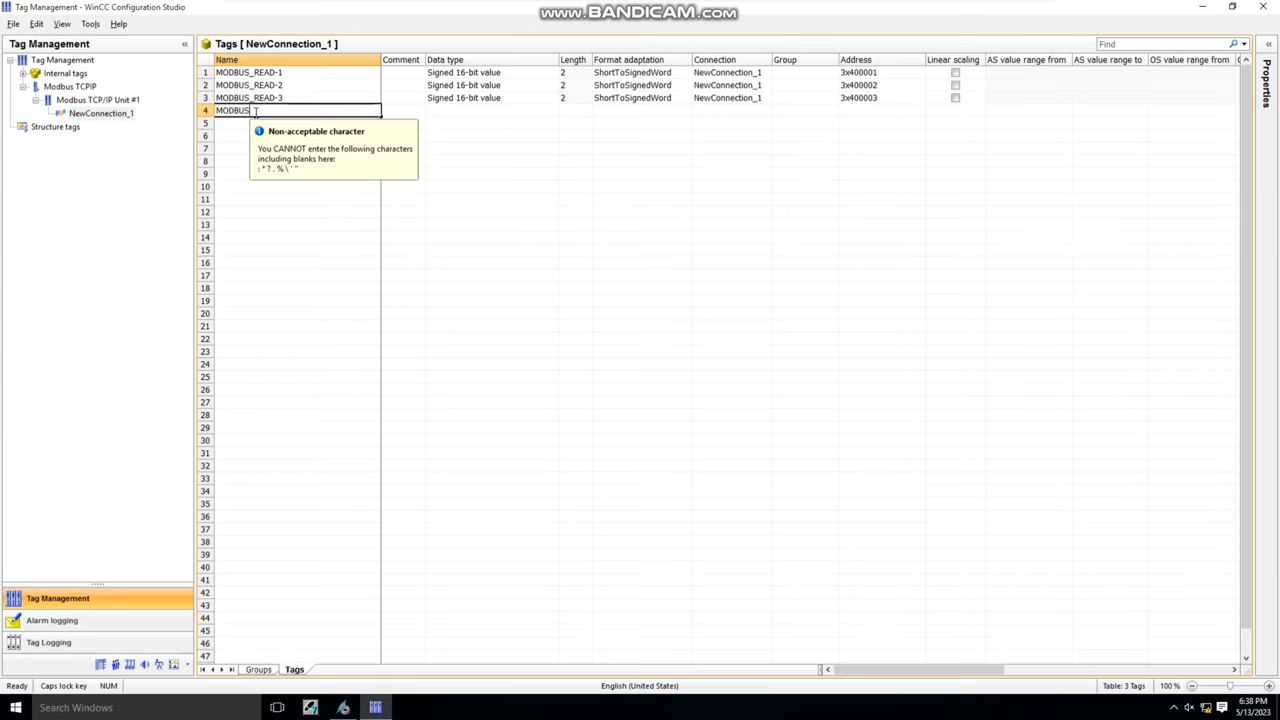 Tag Management - WinCC Configuration Studio
www.BANDICAM.com
File Edit View Tools Help
Tag Management «
Tag Management
Internal tags
Modbus TCPIP
Modbus TCP/IP Unit #1
NewConnection_1
Structure tags
Tags [ NewConnection_1 ]
Find
Name Comment Data type Length Format adaptation Connection Group Address Linear scaling AS value range from AS value range to OS value range from
1 MODBUS_READ-1 Signed 16-bit value 2 ShortToSignedWord NewConnection_1 3x400001
2 MODBUS_READ-2 Signed 16-bit value 2 ShortToSignedWord NewConnection_1 3x400002
3 MODBUS_READ-3 Signed 16-bit value 2 ShortToSignedWord NewConnection_1 3x400003
4 MODBUS
5
6
7
8
9
10
11
12
13
14
15
16
17
18
19
20
21
22
23
24
25
26
27
28
29
30
31
32
33
34
35
36
37
38
39
40
41
42
43
44
45
46
47
Non-acceptable character
You CANNOT enter the following characters
including blanks here:
:*?.%\'"
« 
Properties
Tag Management
Alarm logging
Tag Logging
Groups Tags
Ready Caps lock key NUM English (United States) Table: 3 Tags 100 %
Search Windows
6:38 PM
5/13/2023